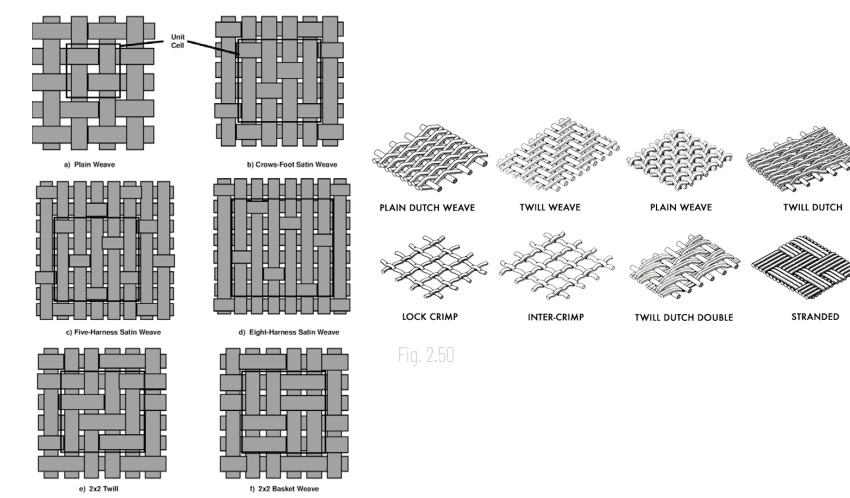 Unit
Cell
a) Plain Weave
b) Crows-Foot Satin Weave
PLAIN DUTCH WEAVE
TWILL WEAVE
PLAIN WEAVE
TWILL DUTCH
c) Five-Harness Satin Weave
d) Eight-Harness Satin Weave
LOCK CRIMP
INTER-CRIMP
TWILL DUTCH DOUBLE
STRANDED
Fig. 2.50
e) 2x2 Twill
f) 2x2 Basket Weave